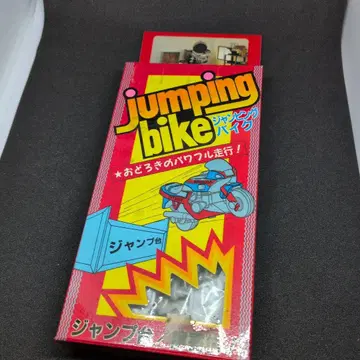 jumping
bike
ジャンピング
バイク
★おどろきのパワフル走行！
ジャンプ台
ジャンプ台